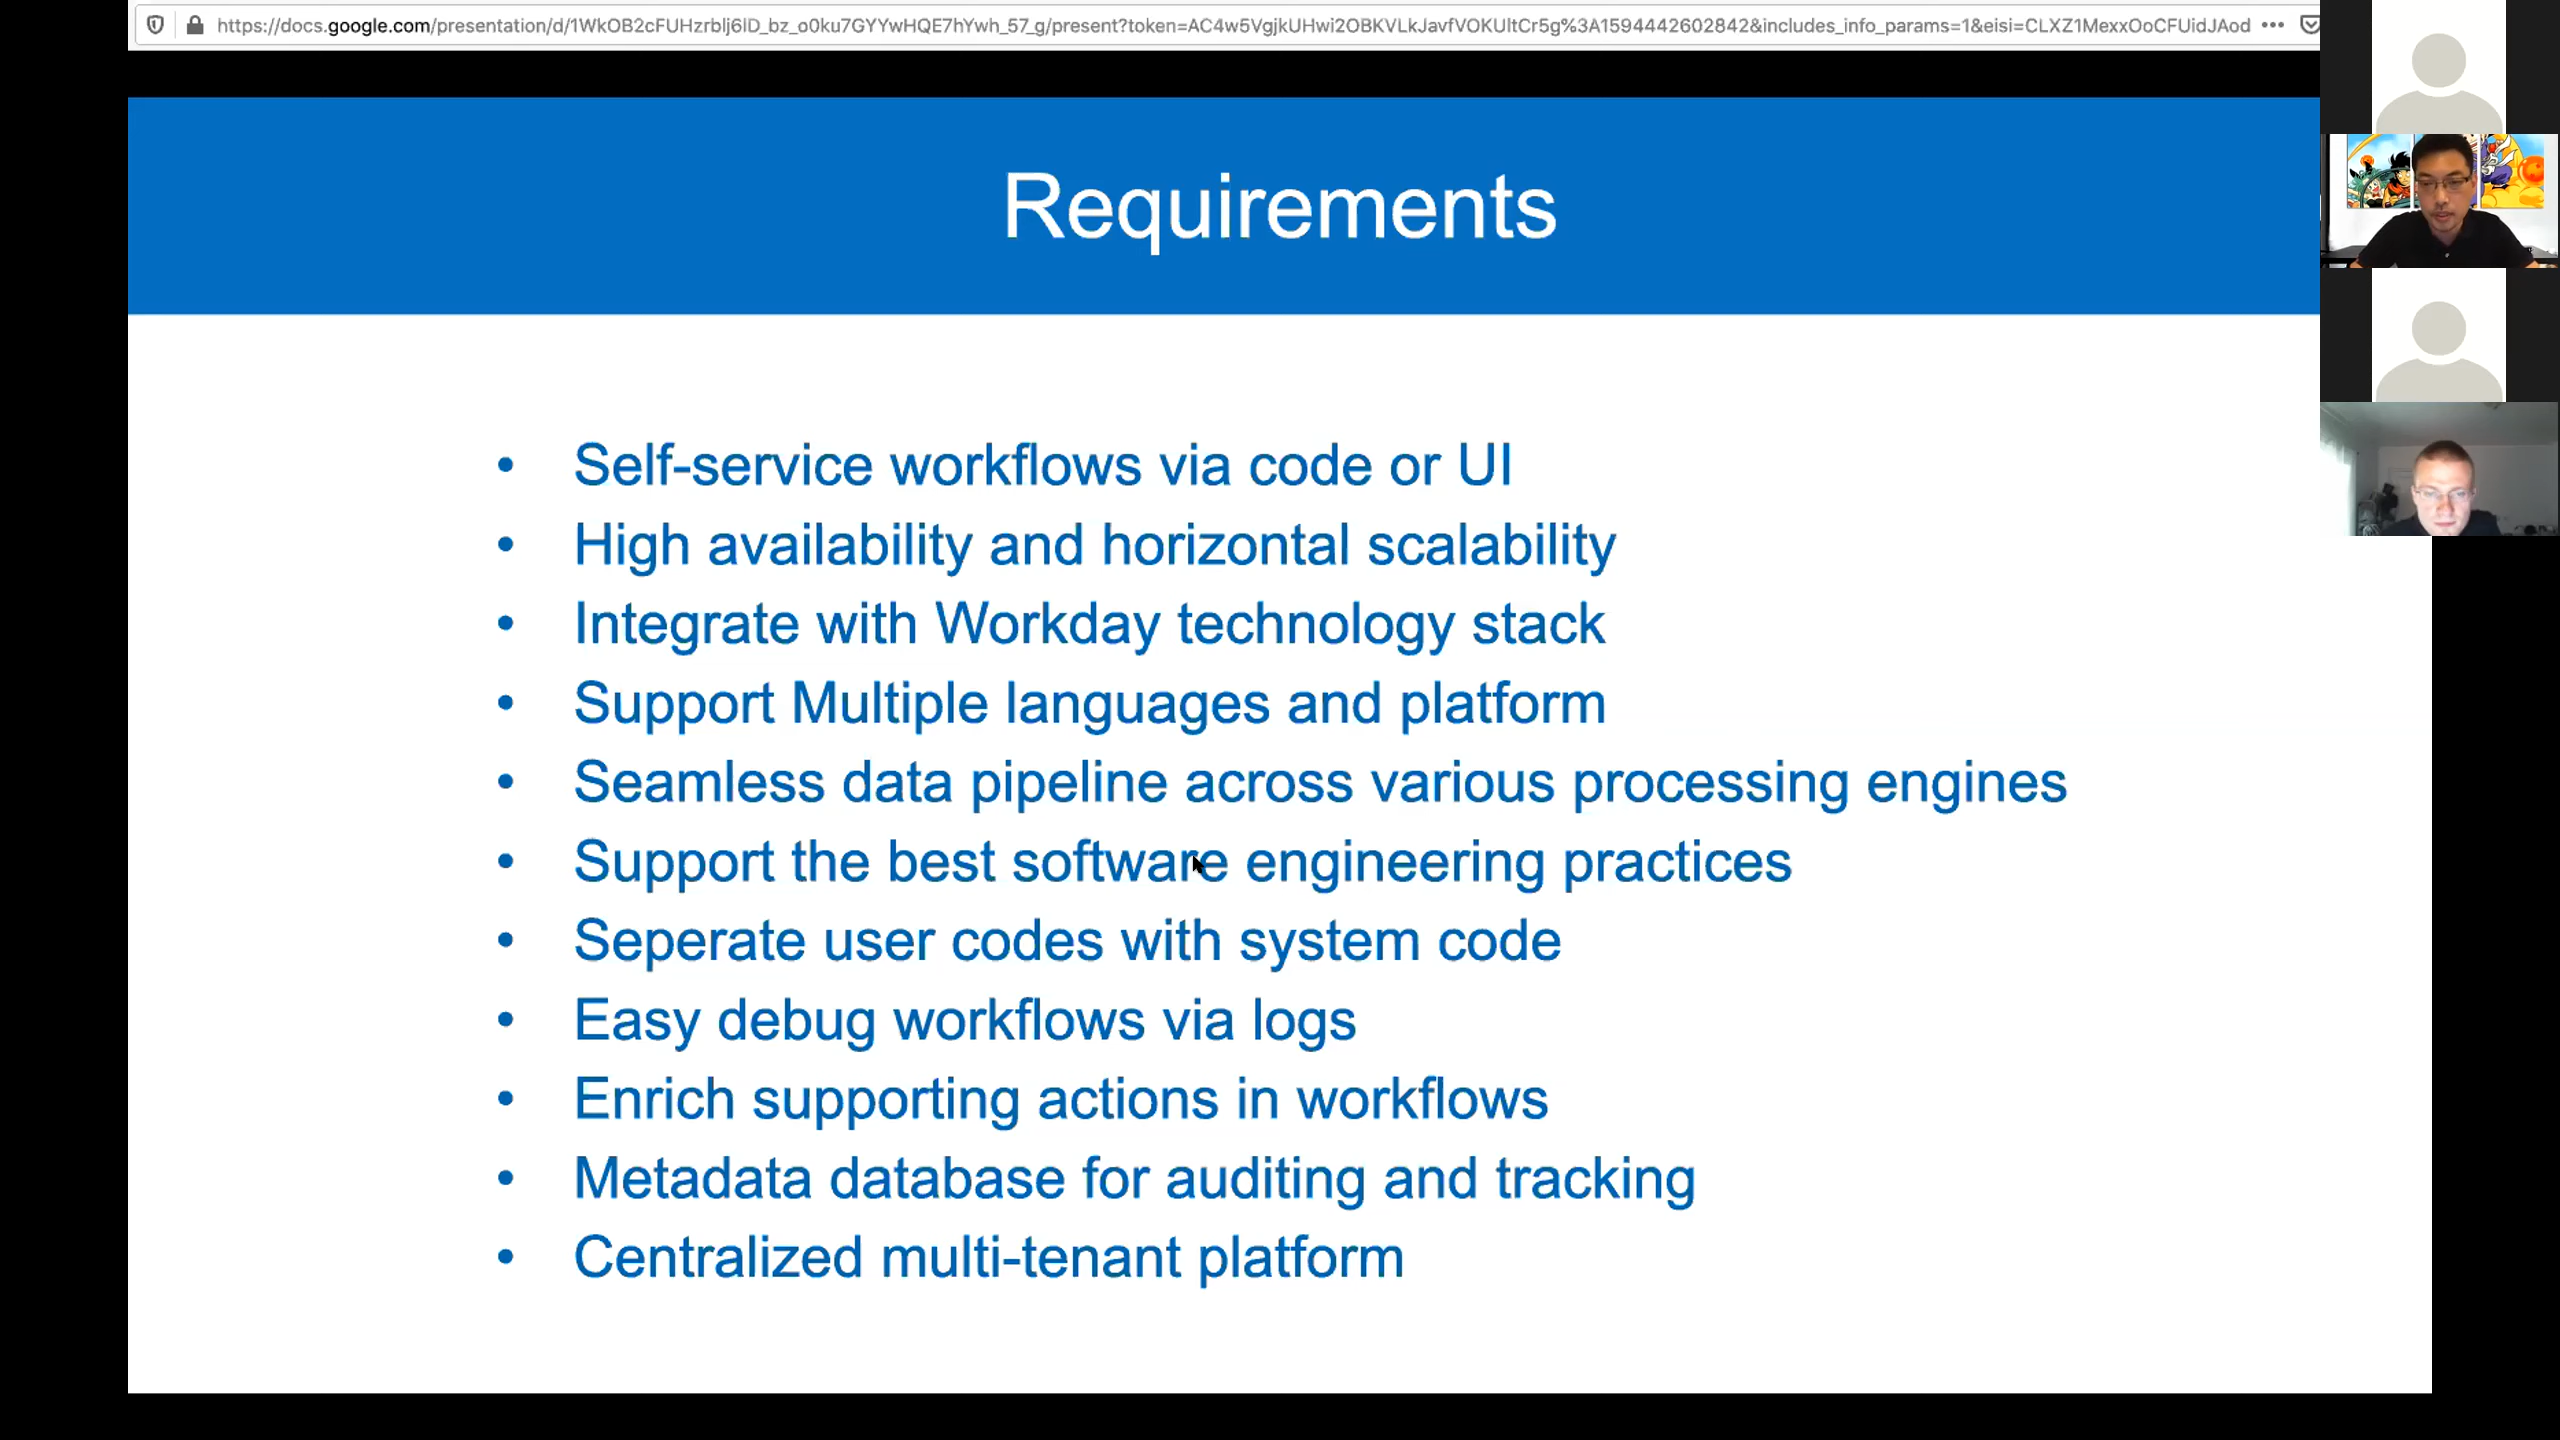 https://docs.google.com/presentation/d/1WkOB2cFUHzrblj6lD_bz_o0ku7GYYwHQE7hYwh_57_g/present?token=AC4w5VgjkUHwi2OBKVLkJavfVOKUltCr5g%3A1594442602842&includes_info_params=1&eisi=CLXZ1MexxOoCFUidJAod
Requirements
• Self-service workflows via code or UI
• High availability and horizontal scalability
• Integrate with Workday technology stack
• Support Multiple languages and platform
• Seamless data pipeline across various processing engines
• Support the best software engineering practices
• Seperate user codes with system code
• Easy debug workflows via logs
• Enrich supporting actions in workflows
• Metadata database for auditing and tracking
• Centralized multi-tenant platform